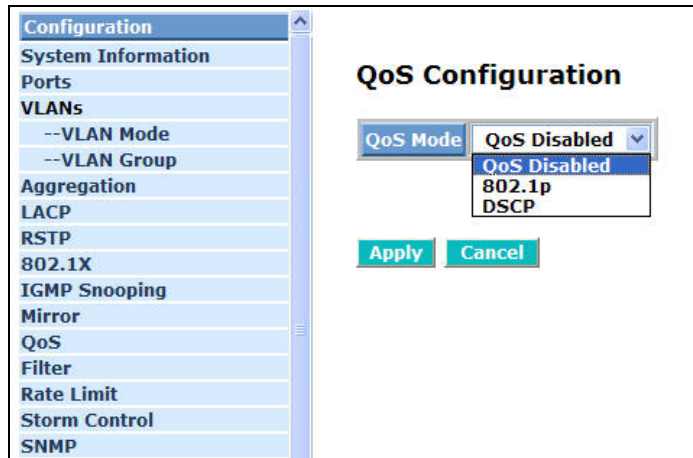 Configuration
System Information
Ports
VLANs
--VLAN Mode
--VLAN Group
Aggregation
LACP
RSTP
802.1X
IGMP Snooping
Mirror
QoS
Filter
Rate Limit
Storm Control
SNMP
QoS Configuration
QoS Mode QoS Disabled
QoS Disabled
802.1p
DSCP
Apply Cancel